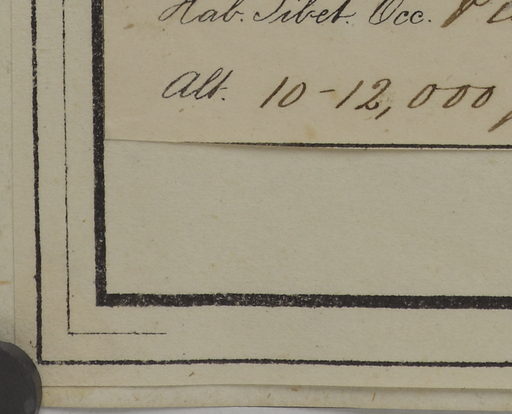 Hab. Tibet. Occ.
Alt. 10-12,000